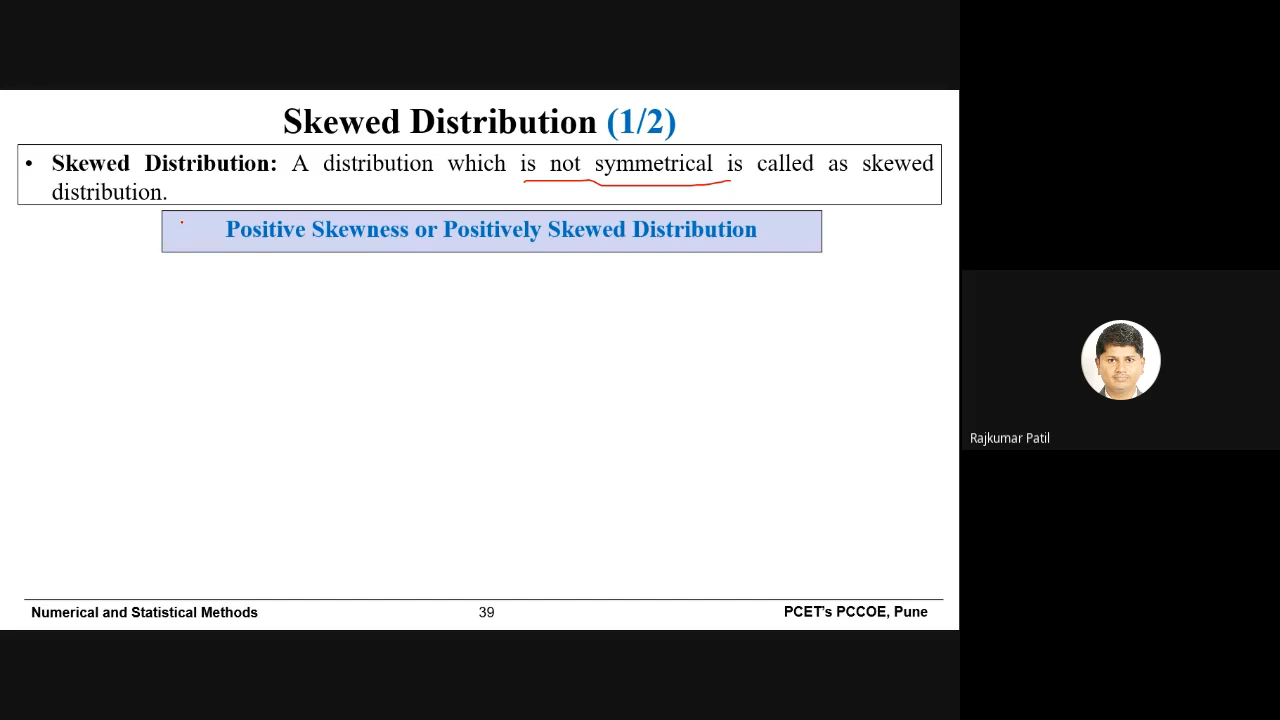 Skewed Distribution (1/2)
• Skewed Distribution: A distribution which is not symmetrical is called as skewed
distribution.
Positive Skewness or Positively Skewed Distribution
Rajkumar Patil
Numerical and Statistical Methods 39 PCET's PCCOE, Pune